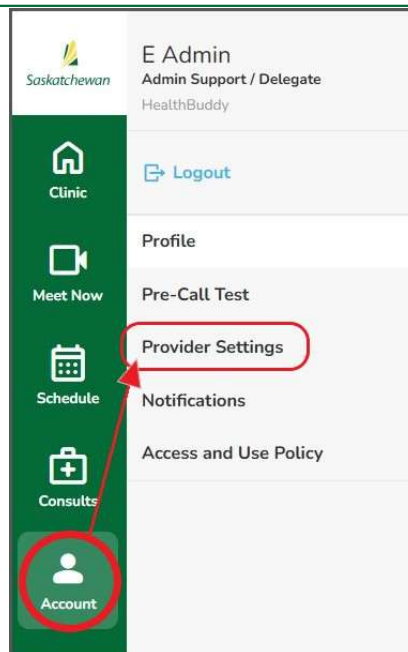 Saskatchewan
Clinic
Meet Now
Schedule
Consults
Account
E Admin
Admin Support / Delegate
HealthBuddy
Logout
Profile
Pre-Call Test
Provider Settings
Notifications
Access and Use Policy